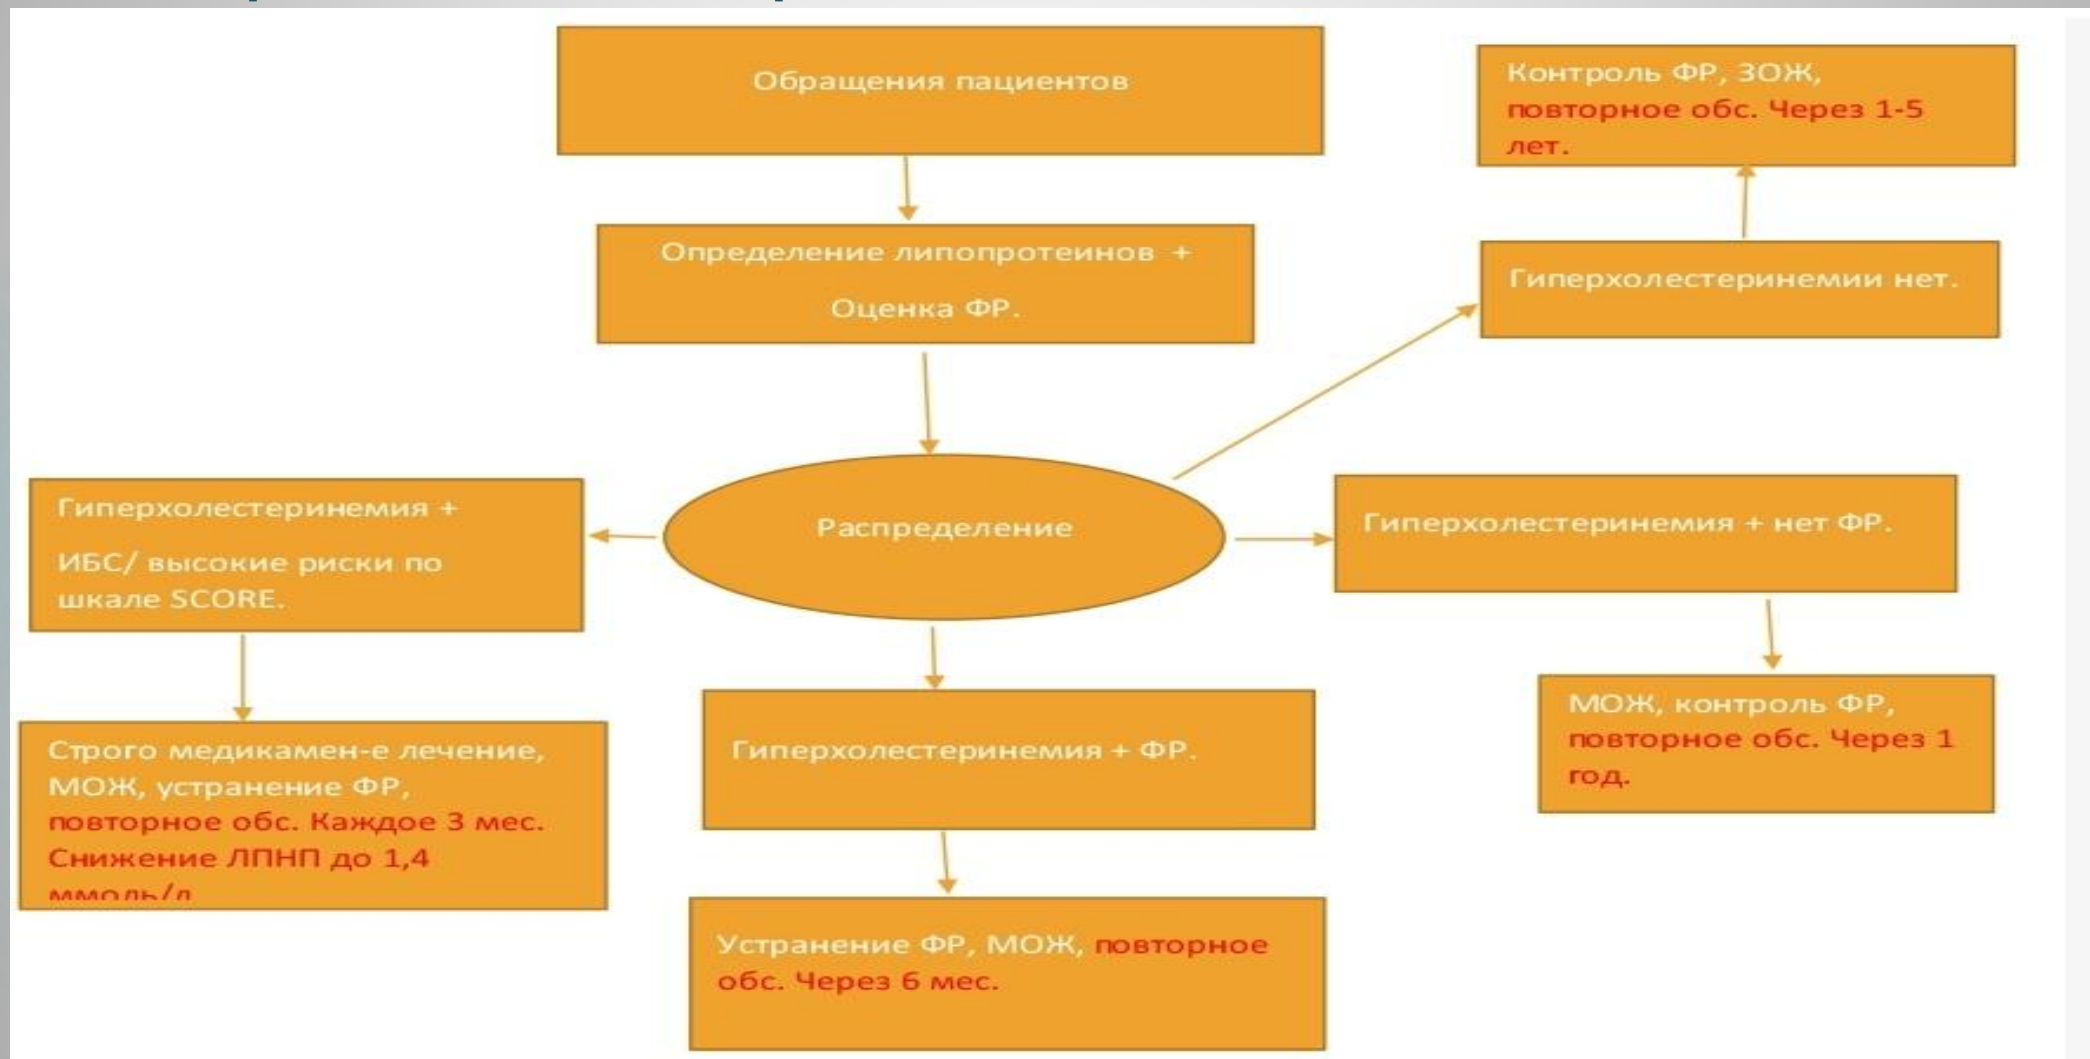 Обращения пациентов
Контроль ФР, ЗОЖ,
повторное обс. Через 1-5
лет.
Определение липопротеинов +
Оценка ФР.
Гиперхолестеринемии нет.
Гиперхолестеринемия +
ИБС/ высокие риски по
шкале SCORE.
Распределение
Гиперхолестеринемия + нет ФР.
Строго медикамен-е лечение,
МОЖ, устранение ФР,
повторное обс. Каждое 3 мес.
Снижение ЛПНП до 1,4
ммоль/л
Гиперхолестеринемия + ФР.
МОЖ, контроль ФР,
повторное обс. Через 1
год.
Устранение ФР, МОЖ, повторное
обс. Через 6 мес.